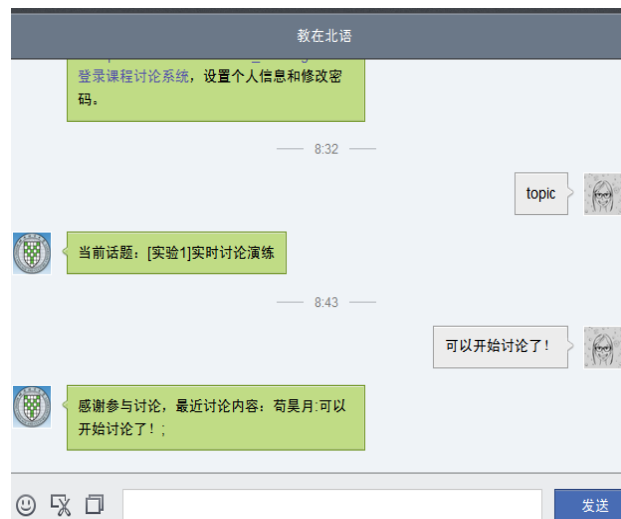 教在北语
登录课程讨论系统，设置个人信息和修改密
码。
8:32
topic
当前话题：[实验1]实时讨论演练
8:43
可以开始讨论了！
感谢参与讨论，最近讨论内容：苟昊月:可以
开始讨论了！;
发送